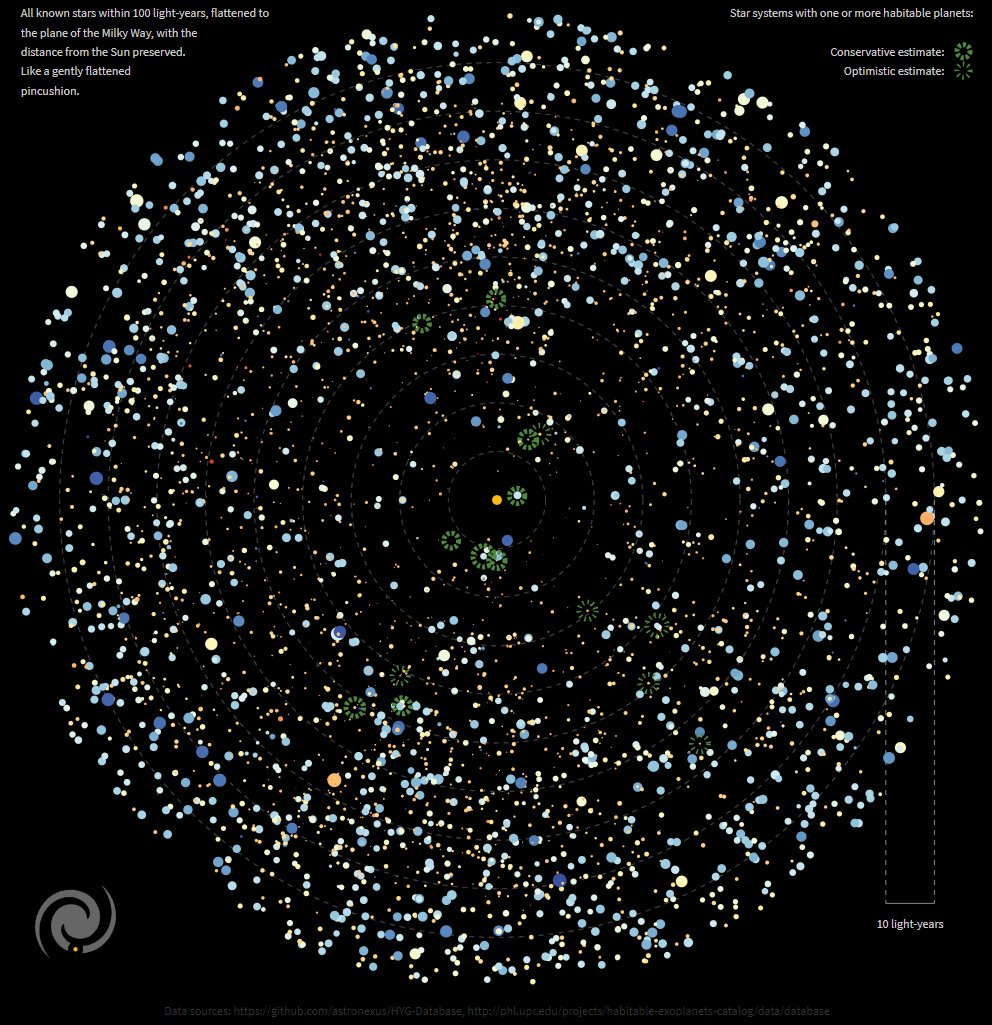 All known stars within 100 light-years, flattened to
the plane of the Milky Way, with the
distance from the Sun preserved.
Like a gently flattened
pincushion.
Star systems with one or more habitable planets:
Conservative estimate:
Optimistic estimate:
10 light-years
Data sources: https://github.com/astronexus/HYG-Database, http://phl.upr.edu/projects/habitable-exoplanets-catalog/data/database